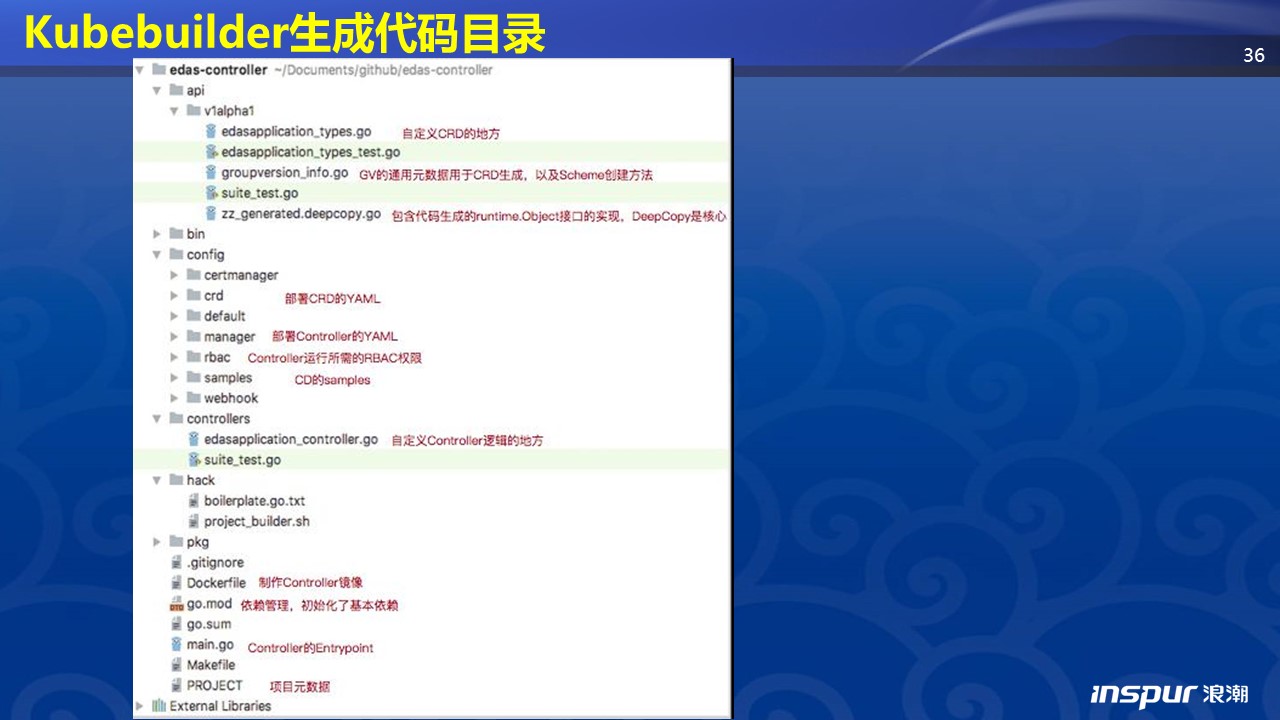 Kubebuilder生成代码目录
36
edas-controller ~/Documents/github/edas-controller
api
v1alpha1
edasapplication_types.go 自定义CRD的地方
edasapplication_types_test.go
groupversion_info.go GV的通用元数据用于CRD生成，以及Scheme创建方法
suite_test.go
zz_generated.deepcopy.go 包含代码生成的runtime.Object接口的实现，DeepCopy是核心
bin
config
certmanager
crd 部署CRD的YAML
default
manager 部署Controller的YAML
rbac Controller运行所需的RBAC权限
samples CD的samples
webhook
controllers
edasapplication_controller.go 自定义Controller逻辑的地方
suite_test.go
hack
boilerplate.go.txt
project_builder.sh
pkg
.gitignore
Dockerfile 制作Controller镜像
go.mod 依赖管理，初始化了基本依赖
go.sum
main.go Controller的Entrypoint
Makefile
PROJECT 项目元数据
External Libraries
inspur 浪潮